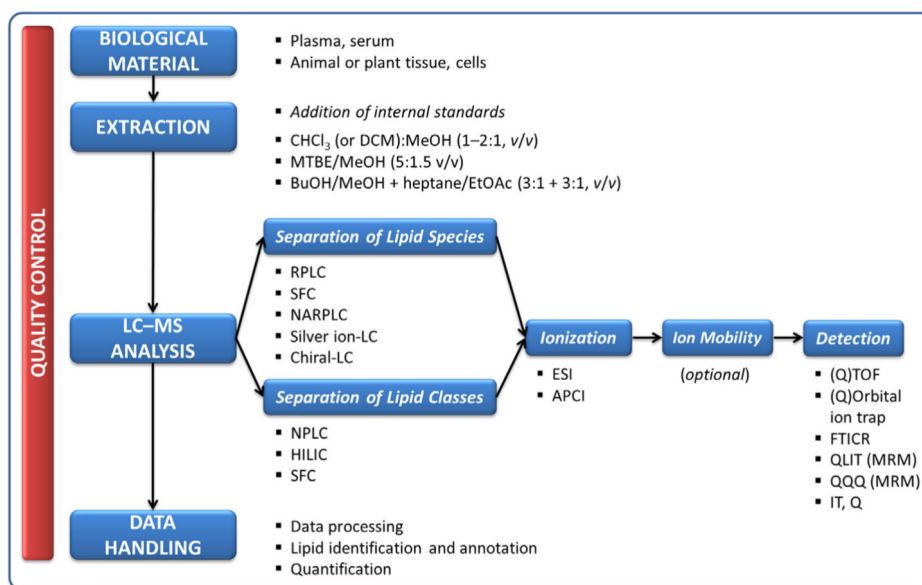 QUALITY CONTROL
BIOLOGICAL
MATERIAL
▪ Plasma, serum
▪ Animal or plant tissue, cells
EXTRACTION
▪ Addition of internal standards
▪ CHCl₃ (or DCM):MeOH (1–2:1, v/v)
▪ MTBE/MeOH (5:1.5 v/v)
▪ BuOH/MeOH + heptane/EtOAc (3:1 + 3:1, v/v)
LC–MS
ANALYSIS
Separation of Lipid Species
▪ RPLC
▪ SFC
▪ NARPLC
▪ Silver ion-LC
▪ Chiral-LC
Separation of Lipid Classes
▪ NPLC
▪ HILIC
▪ SFC
Ionization
▪ ESI
▪ APCI
Ion Mobility
(optional)
Detection
▪ (Q)TOF
▪ (Q)Orbital
ion trap
▪ FTICR
▪ QLIT (MRM)
▪ QQQ (MRM)
▪ IT, Q
DATA
HANDLING
▪ Data processing
▪ Lipid identification and annotation
▪ Quantification